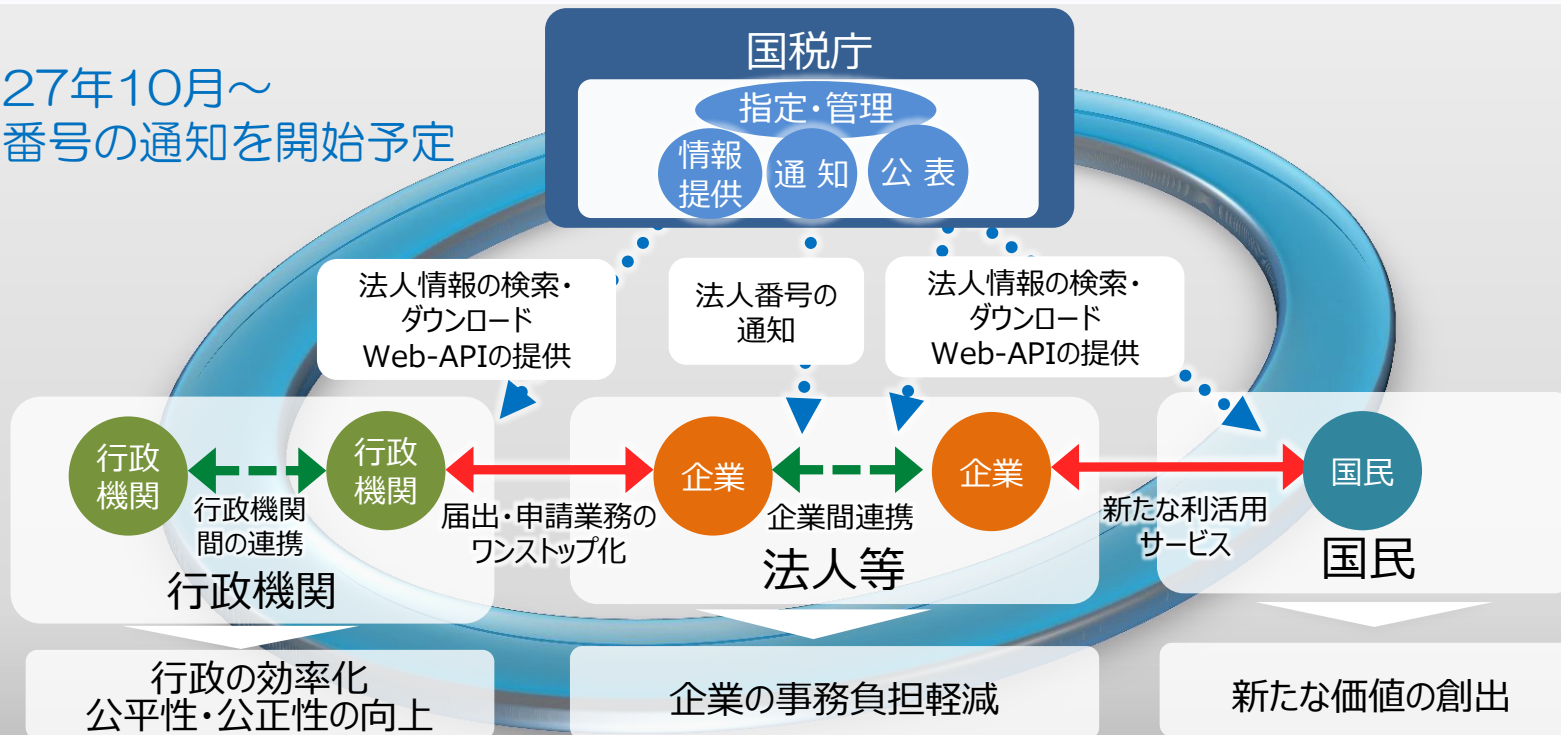 国税庁
27年10月～
番号の通知を開始予定
指定・管理
情報
提供
通 知
公 表
法人情報の検索・
ダウンロード
Web-APIの提供
法人番号の
通知
法人情報の検索・
ダウンロード
Web-APIの提供
行政
機関
行政
機関
企業
企業
国民
行政機関
間の連携
届出・申請業務の
ワンストップ化
企業間連携
新たな利活用
サービス
行政機関
法人等
国民
行政の効率化
公平性・公正性の向上
企業の事務負担軽減
新たな価値の創出